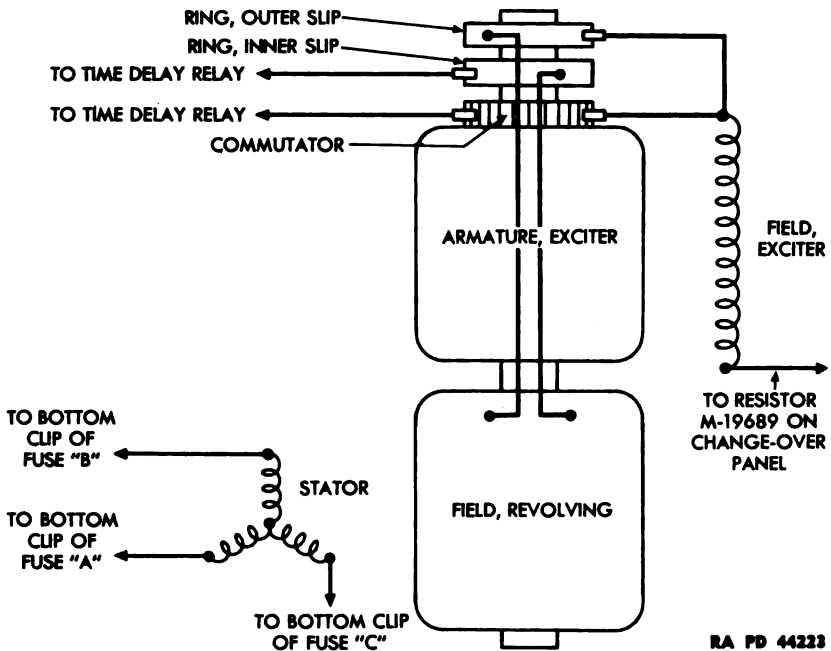 RING, OUTER SLIP
RING, INNER SLIP
TO TIME DELAY RELAY
TO TIME DELAY RELAY
COMMUTATOR
ARMATURE, EXCITER
FIELD,
EXCITER
TO RESISTOR
M-19689 ON
CHANGE-OVER
PANEL
TO BOTTOM
CLIP OF
FUSE "B"
STATOR
TO BOTTOM
CLIP OF
FUSE "A"
TO BOTTOM CLIP
OF FUSE "C"
FIELD, REVOLVING
RA PD 44223